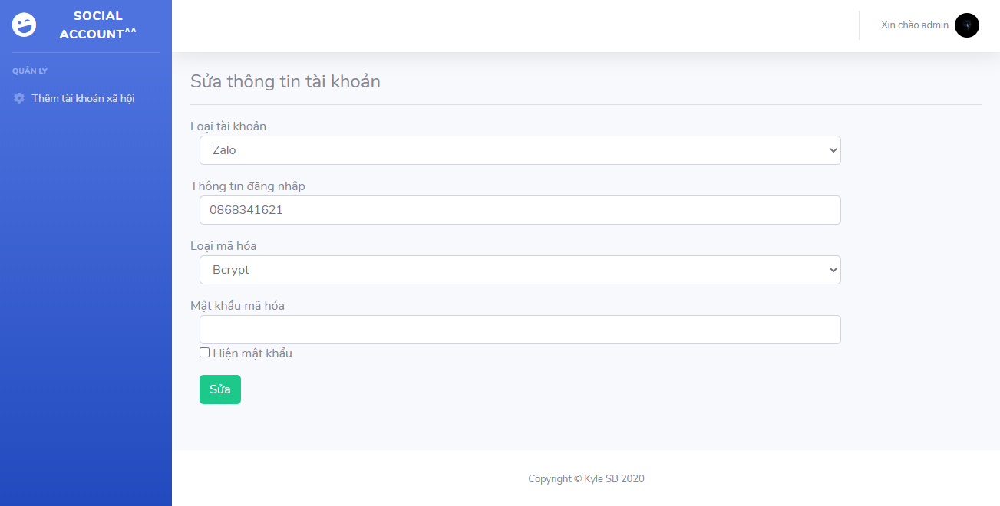 SOCIAL
ACCOUNT^^
QUẢN LÝ
Thêm tài khoản xã hội
Xin chào admin
Sửa thông tin tài khoản
Loại tài khoản
Zalo
Thông tin đăng nhập
0868341621
Loại mã hóa
Bcrypt
Mật khẩu mã hóa
Hiện mật khẩu
Sửa
Copyright © Kyle SB 2020